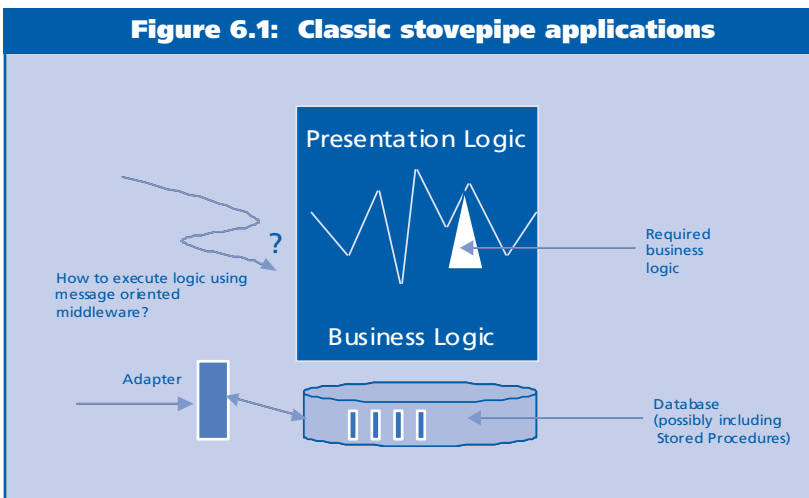 Figure 6.1: Classic stovepipe applications
Presentation Logic
?
How to execute logic using
message oriented
middleware?
Required
business
logic
Business Logic
Adapter
Database
(possibly including
Stored Procedures)